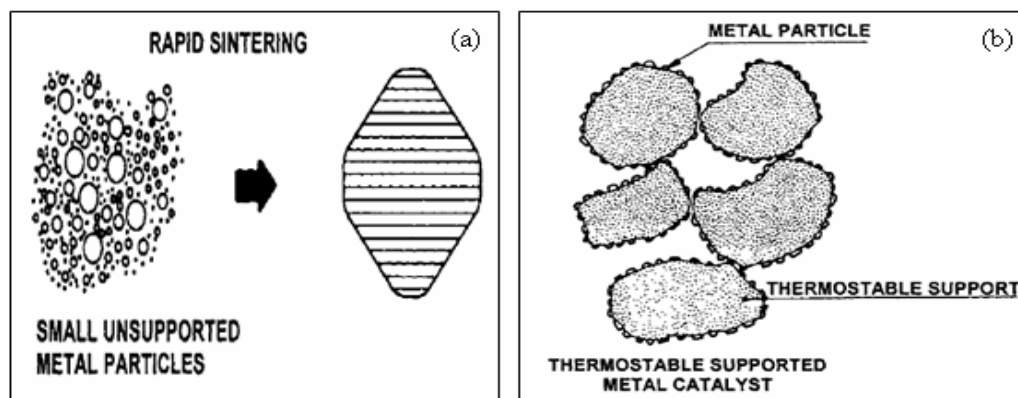 RAPID SINTERING
(a)
SMALL UNSUPPORTED
METAL PARTICLES
(b)
METAL PARTICLE
THERMOSTABLE SUPPORT
THERMOSTABLE SUPPORTED
METAL CATALYST